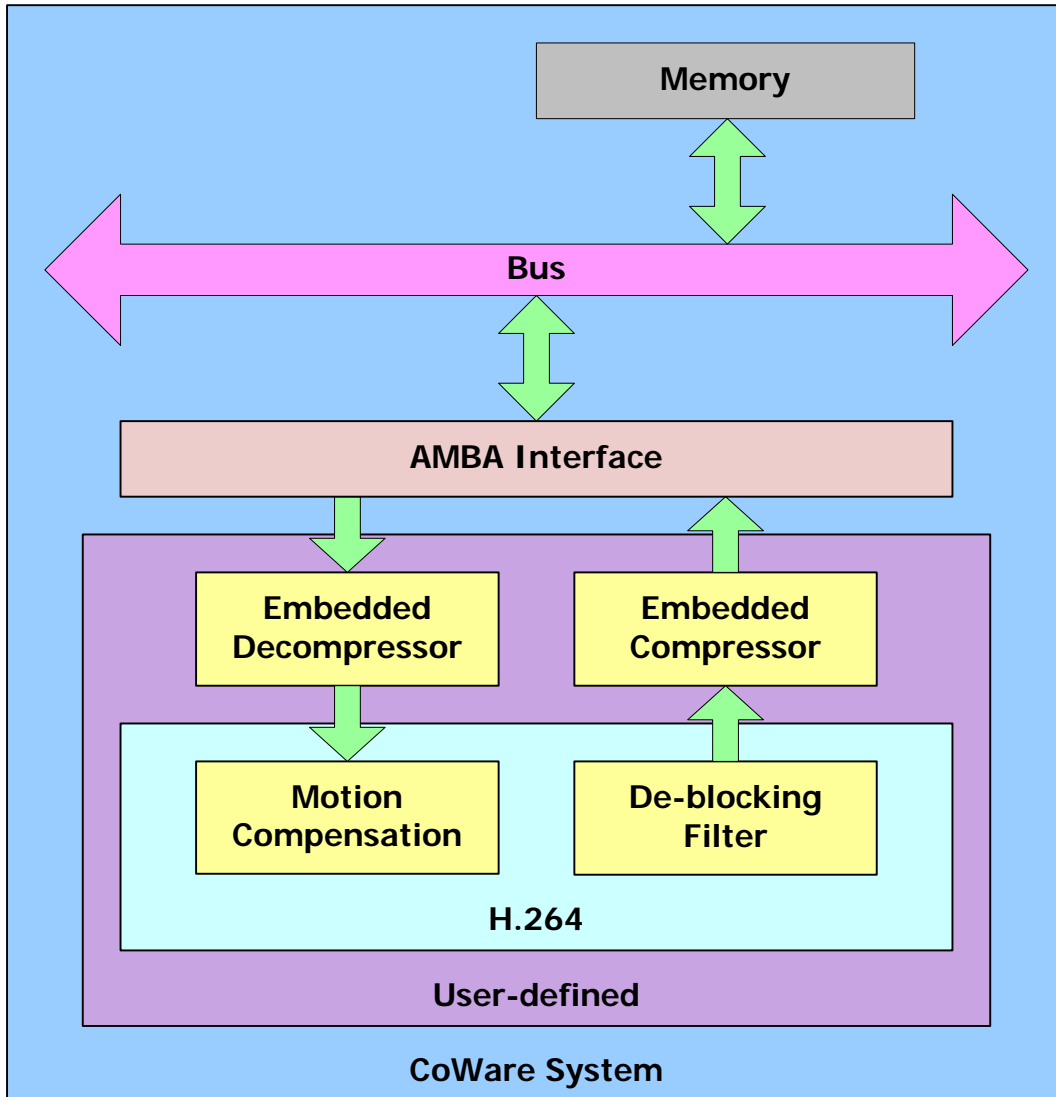 Memory
Bus
AMBA Interface
Embedded
Decompressor
Embedded
Compressor
Motion
Compensation
De-blocking
Filter
H.264
User-defined
CoWare System